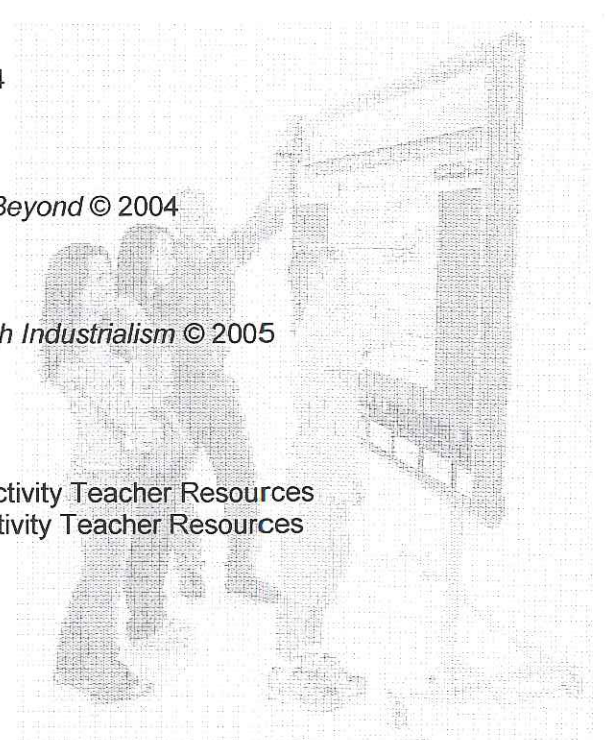 4
Beyond © 2004
h Industrialism © 2005
ctivity Teacher Resources
tivity Teacher Resources